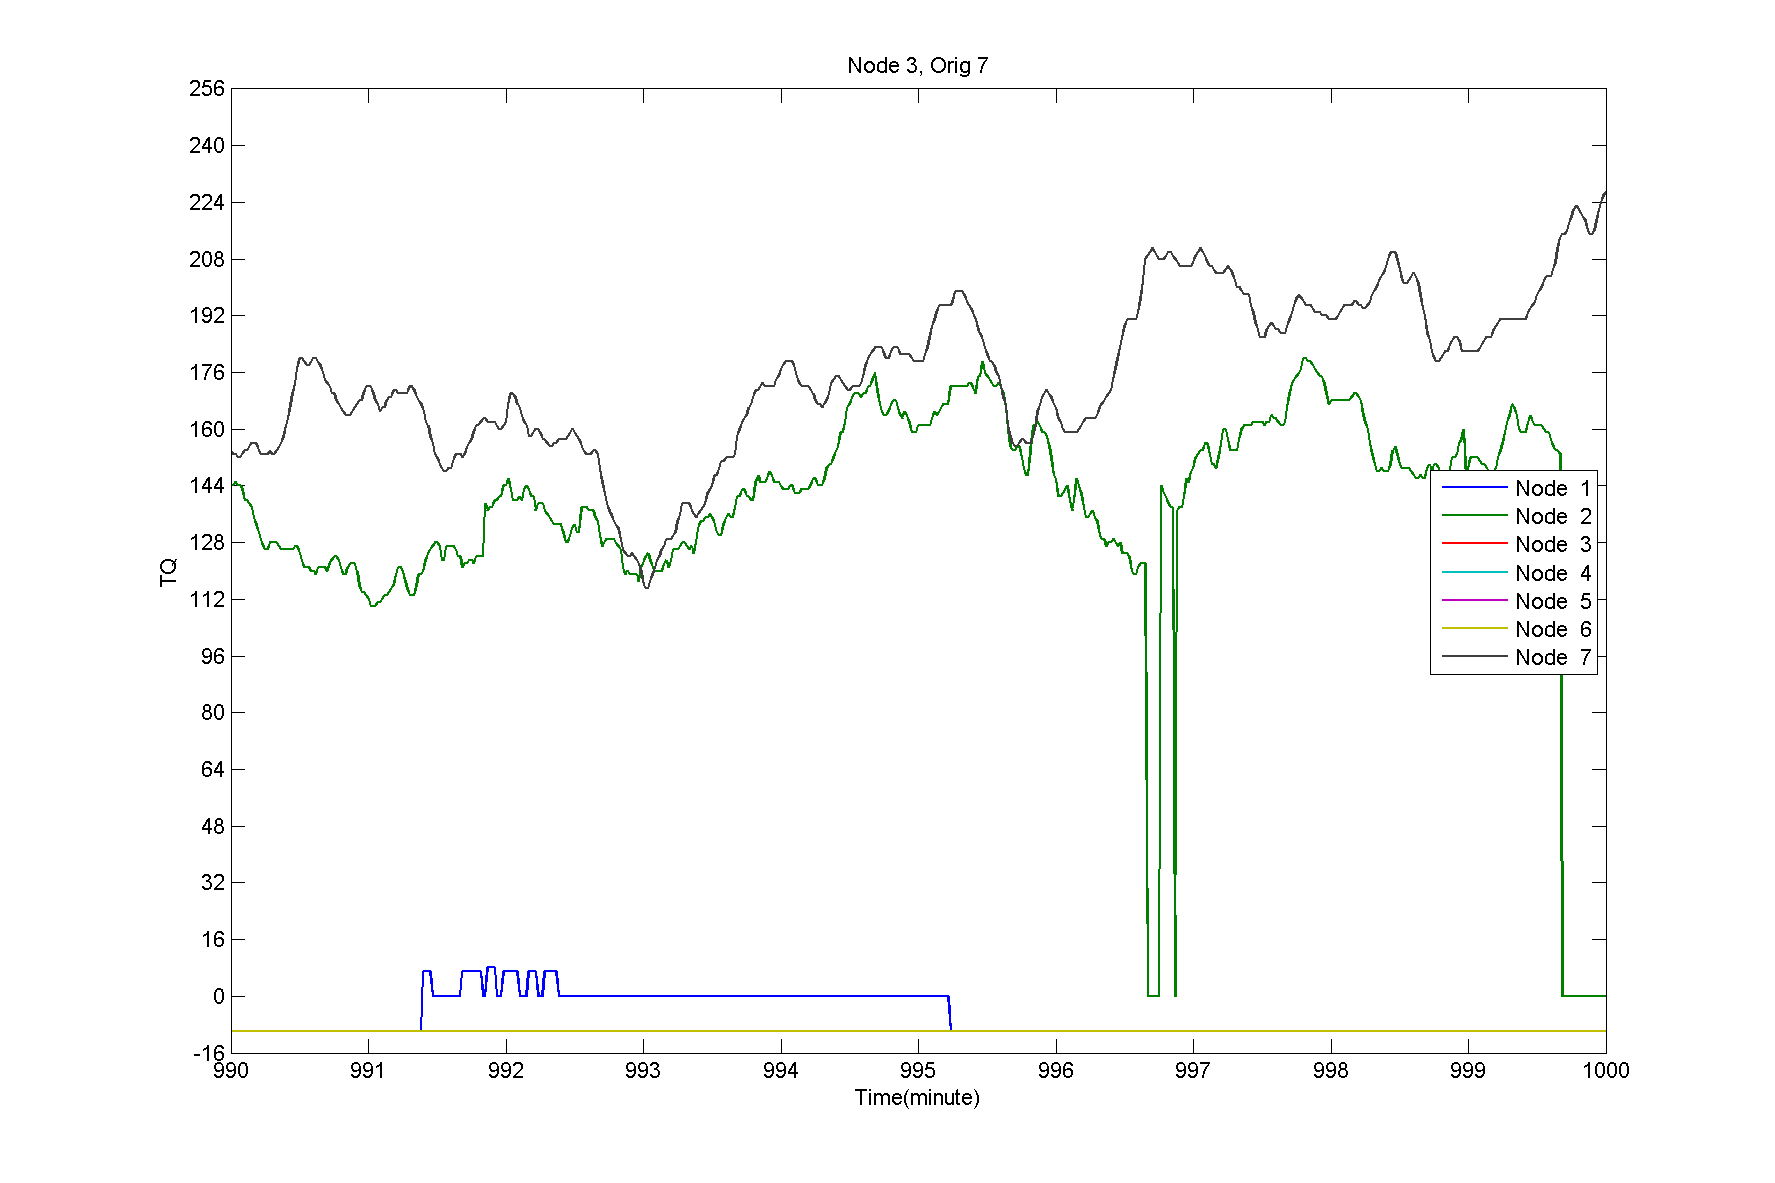 Node 3, Orig 7
256
240
224
208
192
176
160
144
128
112
96
80
64
48
32
16
0
-16
TQ
Node 1
Node 2
Node 3
Node 4
Node 5
Node 6
Node 7
990 991 992 993 994 995 996 997 998 999 1000
Time(minute)